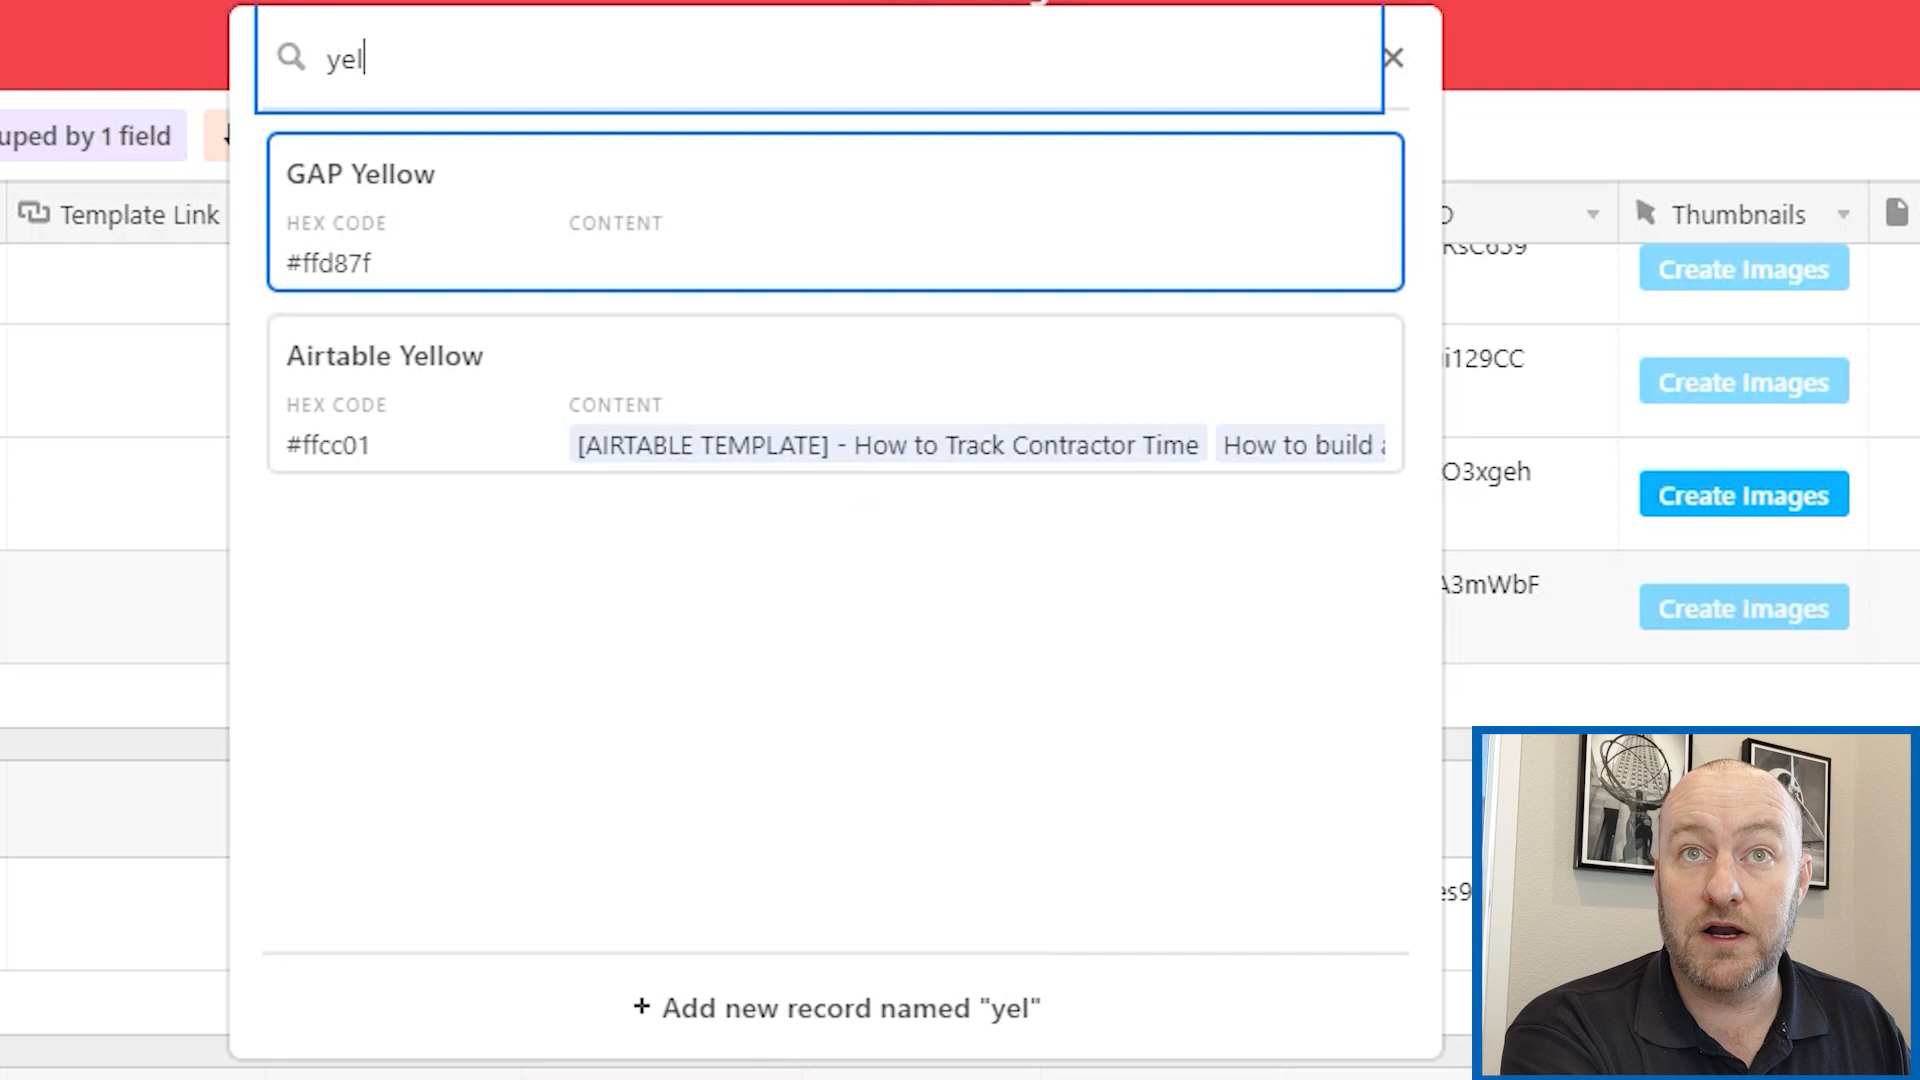 yel
uped by 1 field
Template Link
GAP Yellow
HEX CODE
CONTENT
#ffd87f
Airtable Yellow
HEX CODE
CONTENT
#ffcc01
[AIRTABLE TEMPLATE] - How to Track Contractor Time
How to build
+ Add new record named "yel"
Thumbnails
Create Images
i129CC
Create Images
O3xgeh
Create Images
A3mWbF
Create Images
es9